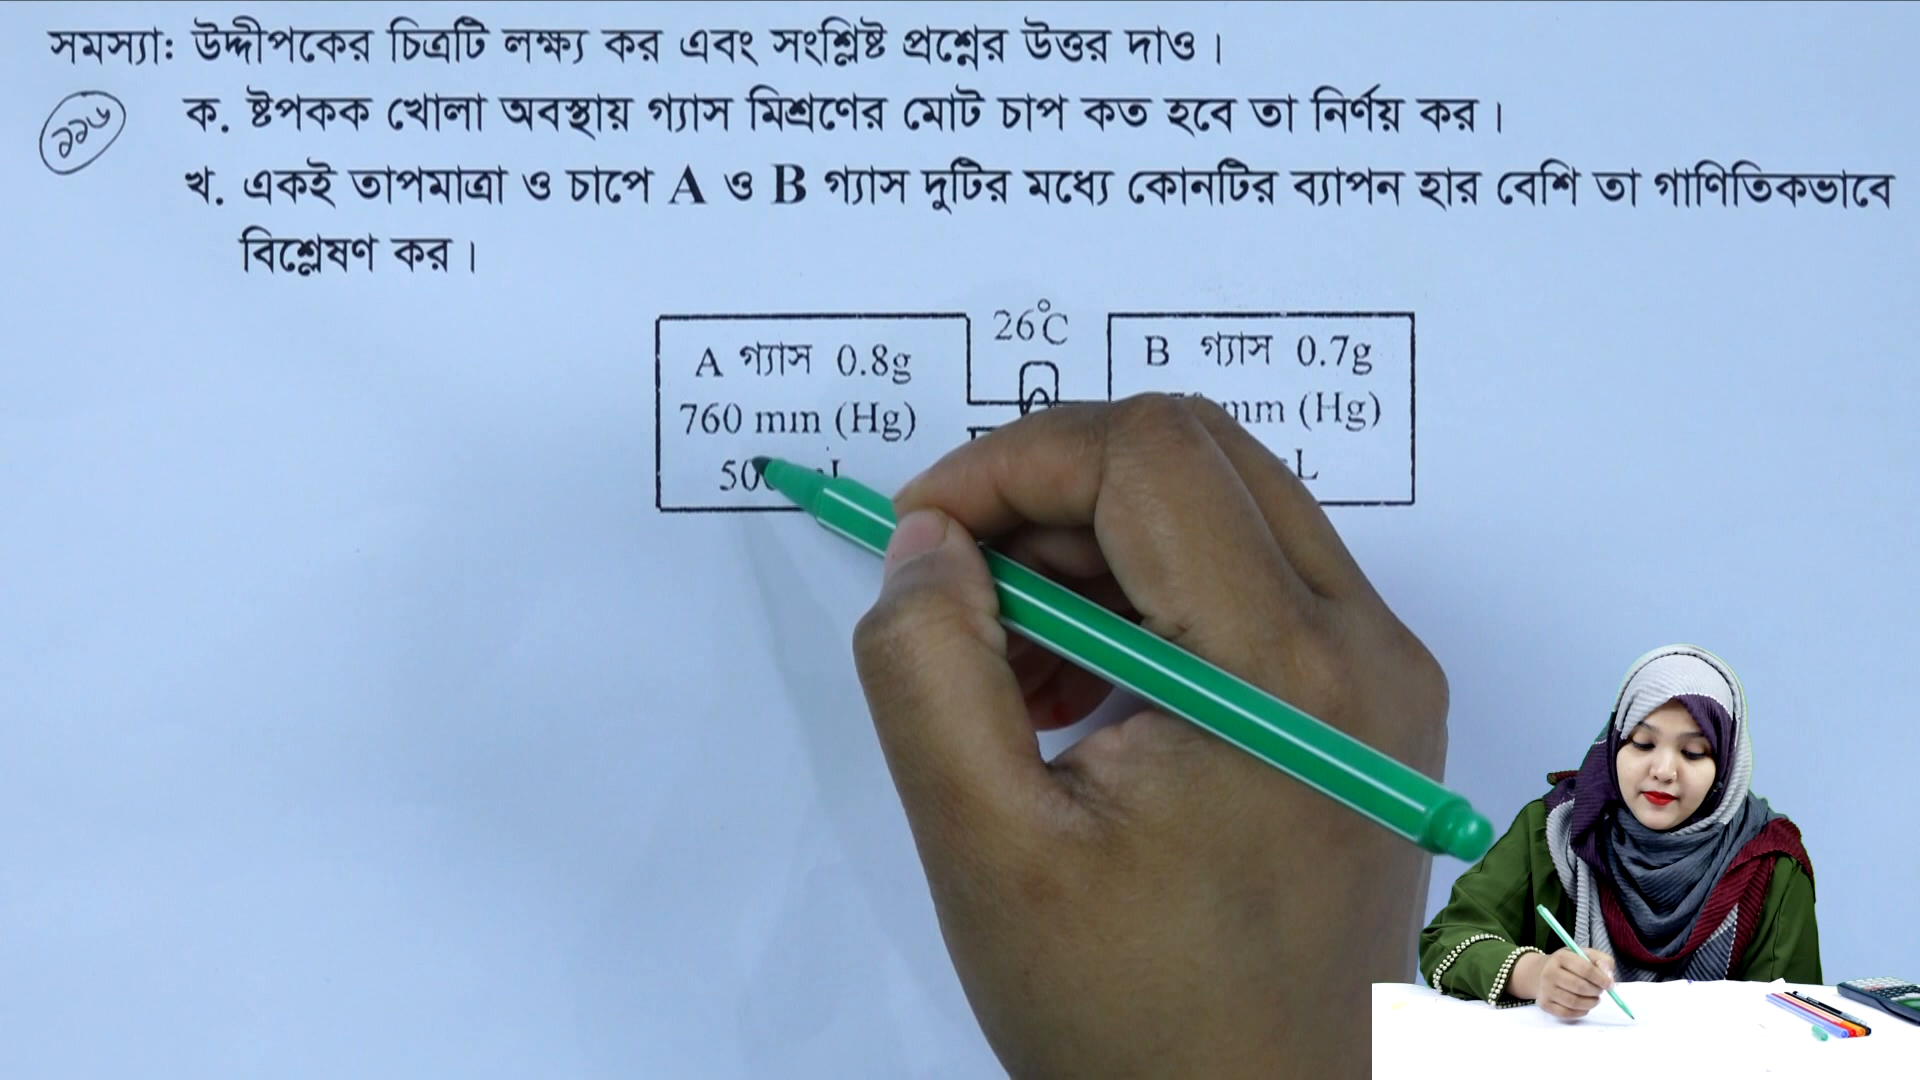 সমস্যা: উদ্দীপকের চিত্রটি লক্ষ্য কর এবং সংশ্লিষ্ট প্রশ্নের উত্তর দাও।
১১৬
ক. ষ্টপকক খোলা অবস্থায় গ্যাস মিশ্রণের মোট চাপ কত হবে তা নির্ণয় কর।
খ. একই তাপমাত্রা ও চাপে A ও B গ্যাস দুটির মধ্যে কোনটির ব্যাপন হার বেশি তা গাণিতিকভাবে
বিশ্লেষণ কর।
A গ্যাস 0.8g
760 mm (Hg)
26°C
B গ্যাস 0.7g
mm (Hg)